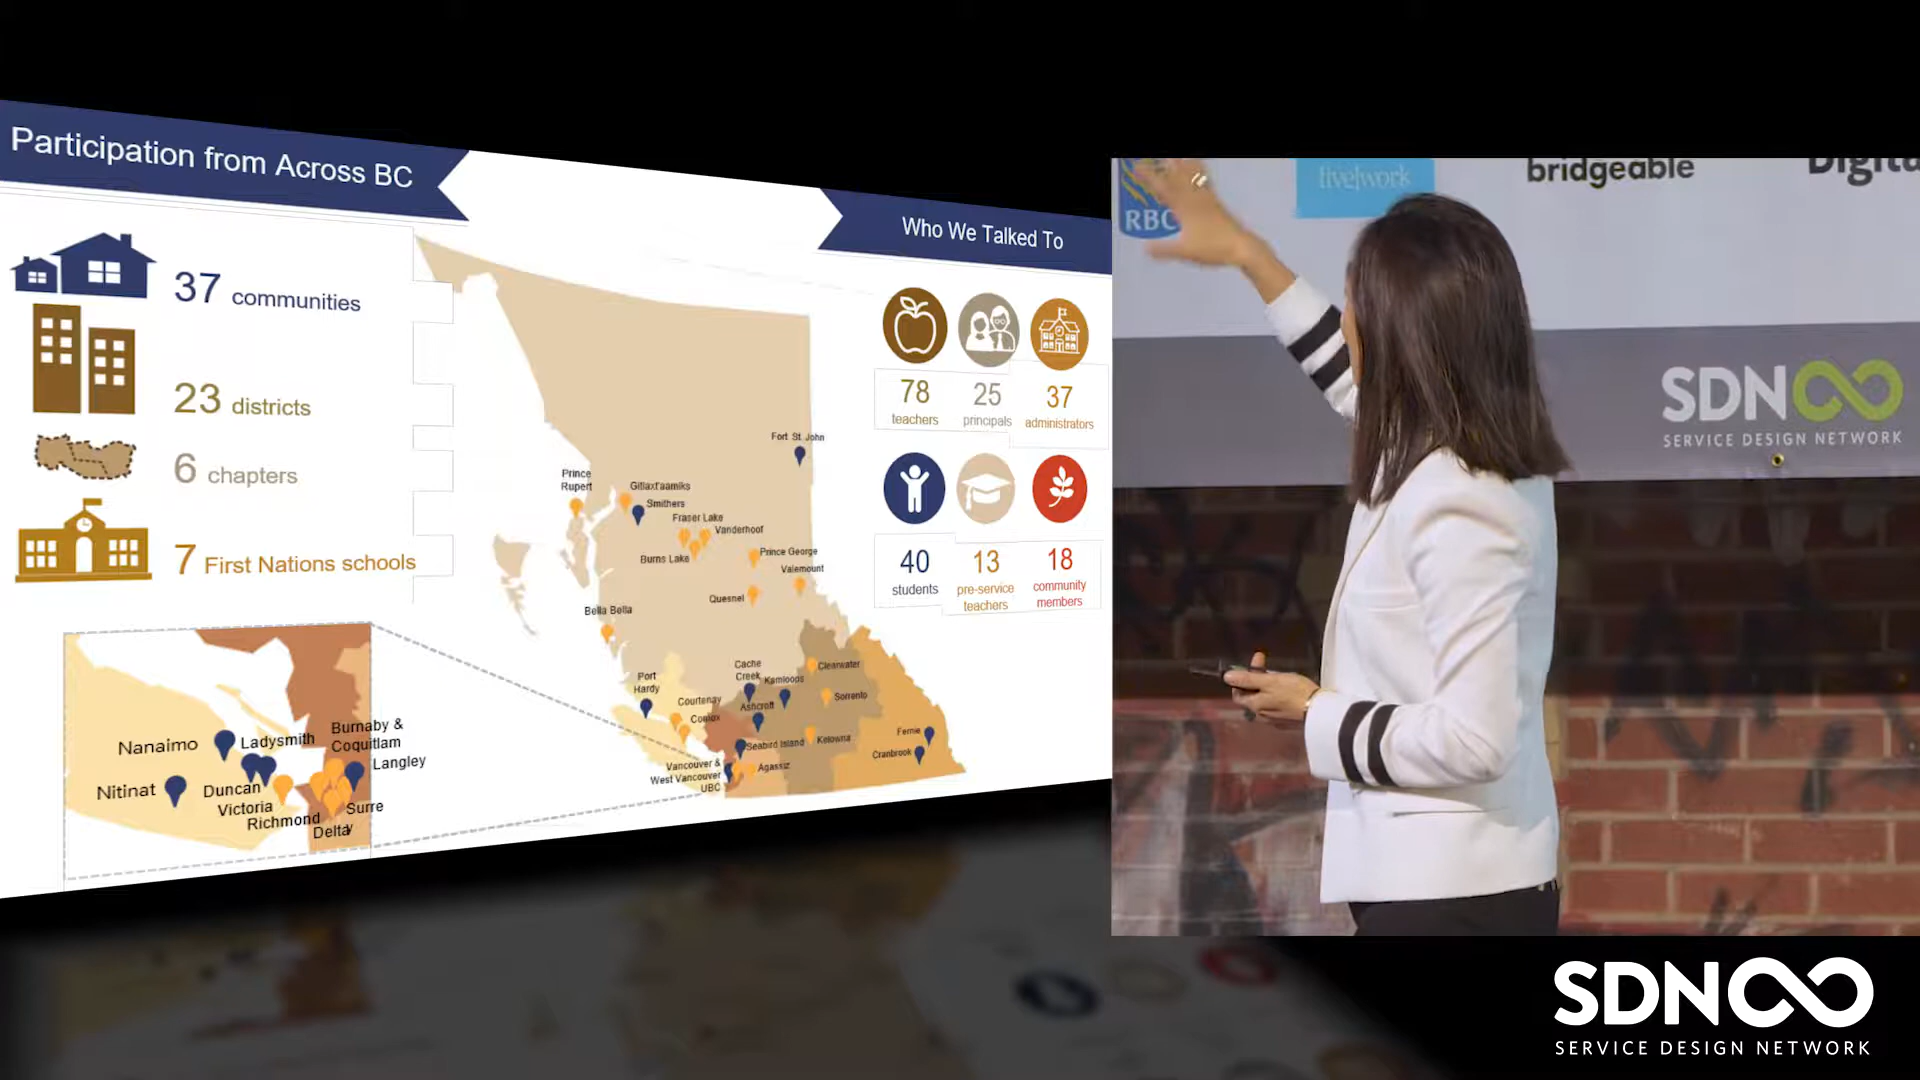 Participation from Across BC
37 communities
23 districts
6 chapters
7 First Nations schools
Who We Talked To
78
teachers
25
principals
37
administrators
40
students
13
pre-service
teachers
18
community
members
Fort St. John
Prince
Rupert
Gitlaxt'aamiks
Smithers
Fraser Lake
Vanderhoof
Burns Lake
Prince George
Valemount
Quesnel
Bella Bella
Port
Hardy
Courtenay
Comox
Cache
Creek
Kamloops
Ashcroft
Clearwater
Sorrento
Seabird Island
Kelowna
Agassiz
Vancouver &
West Vancouver
UBC
Fernie
Cranbrook
Nanaimo
Ladysmith
Burnaby &
Coquitlam
Langley
Nitinat
Duncan
Victoria
Richmond
Surre
y
Delta
RBC
live|work
bridgeable
Digita
SDN
SERVICE DESIGN NETWORK
SDN
SERVICE DESIGN NETWORK